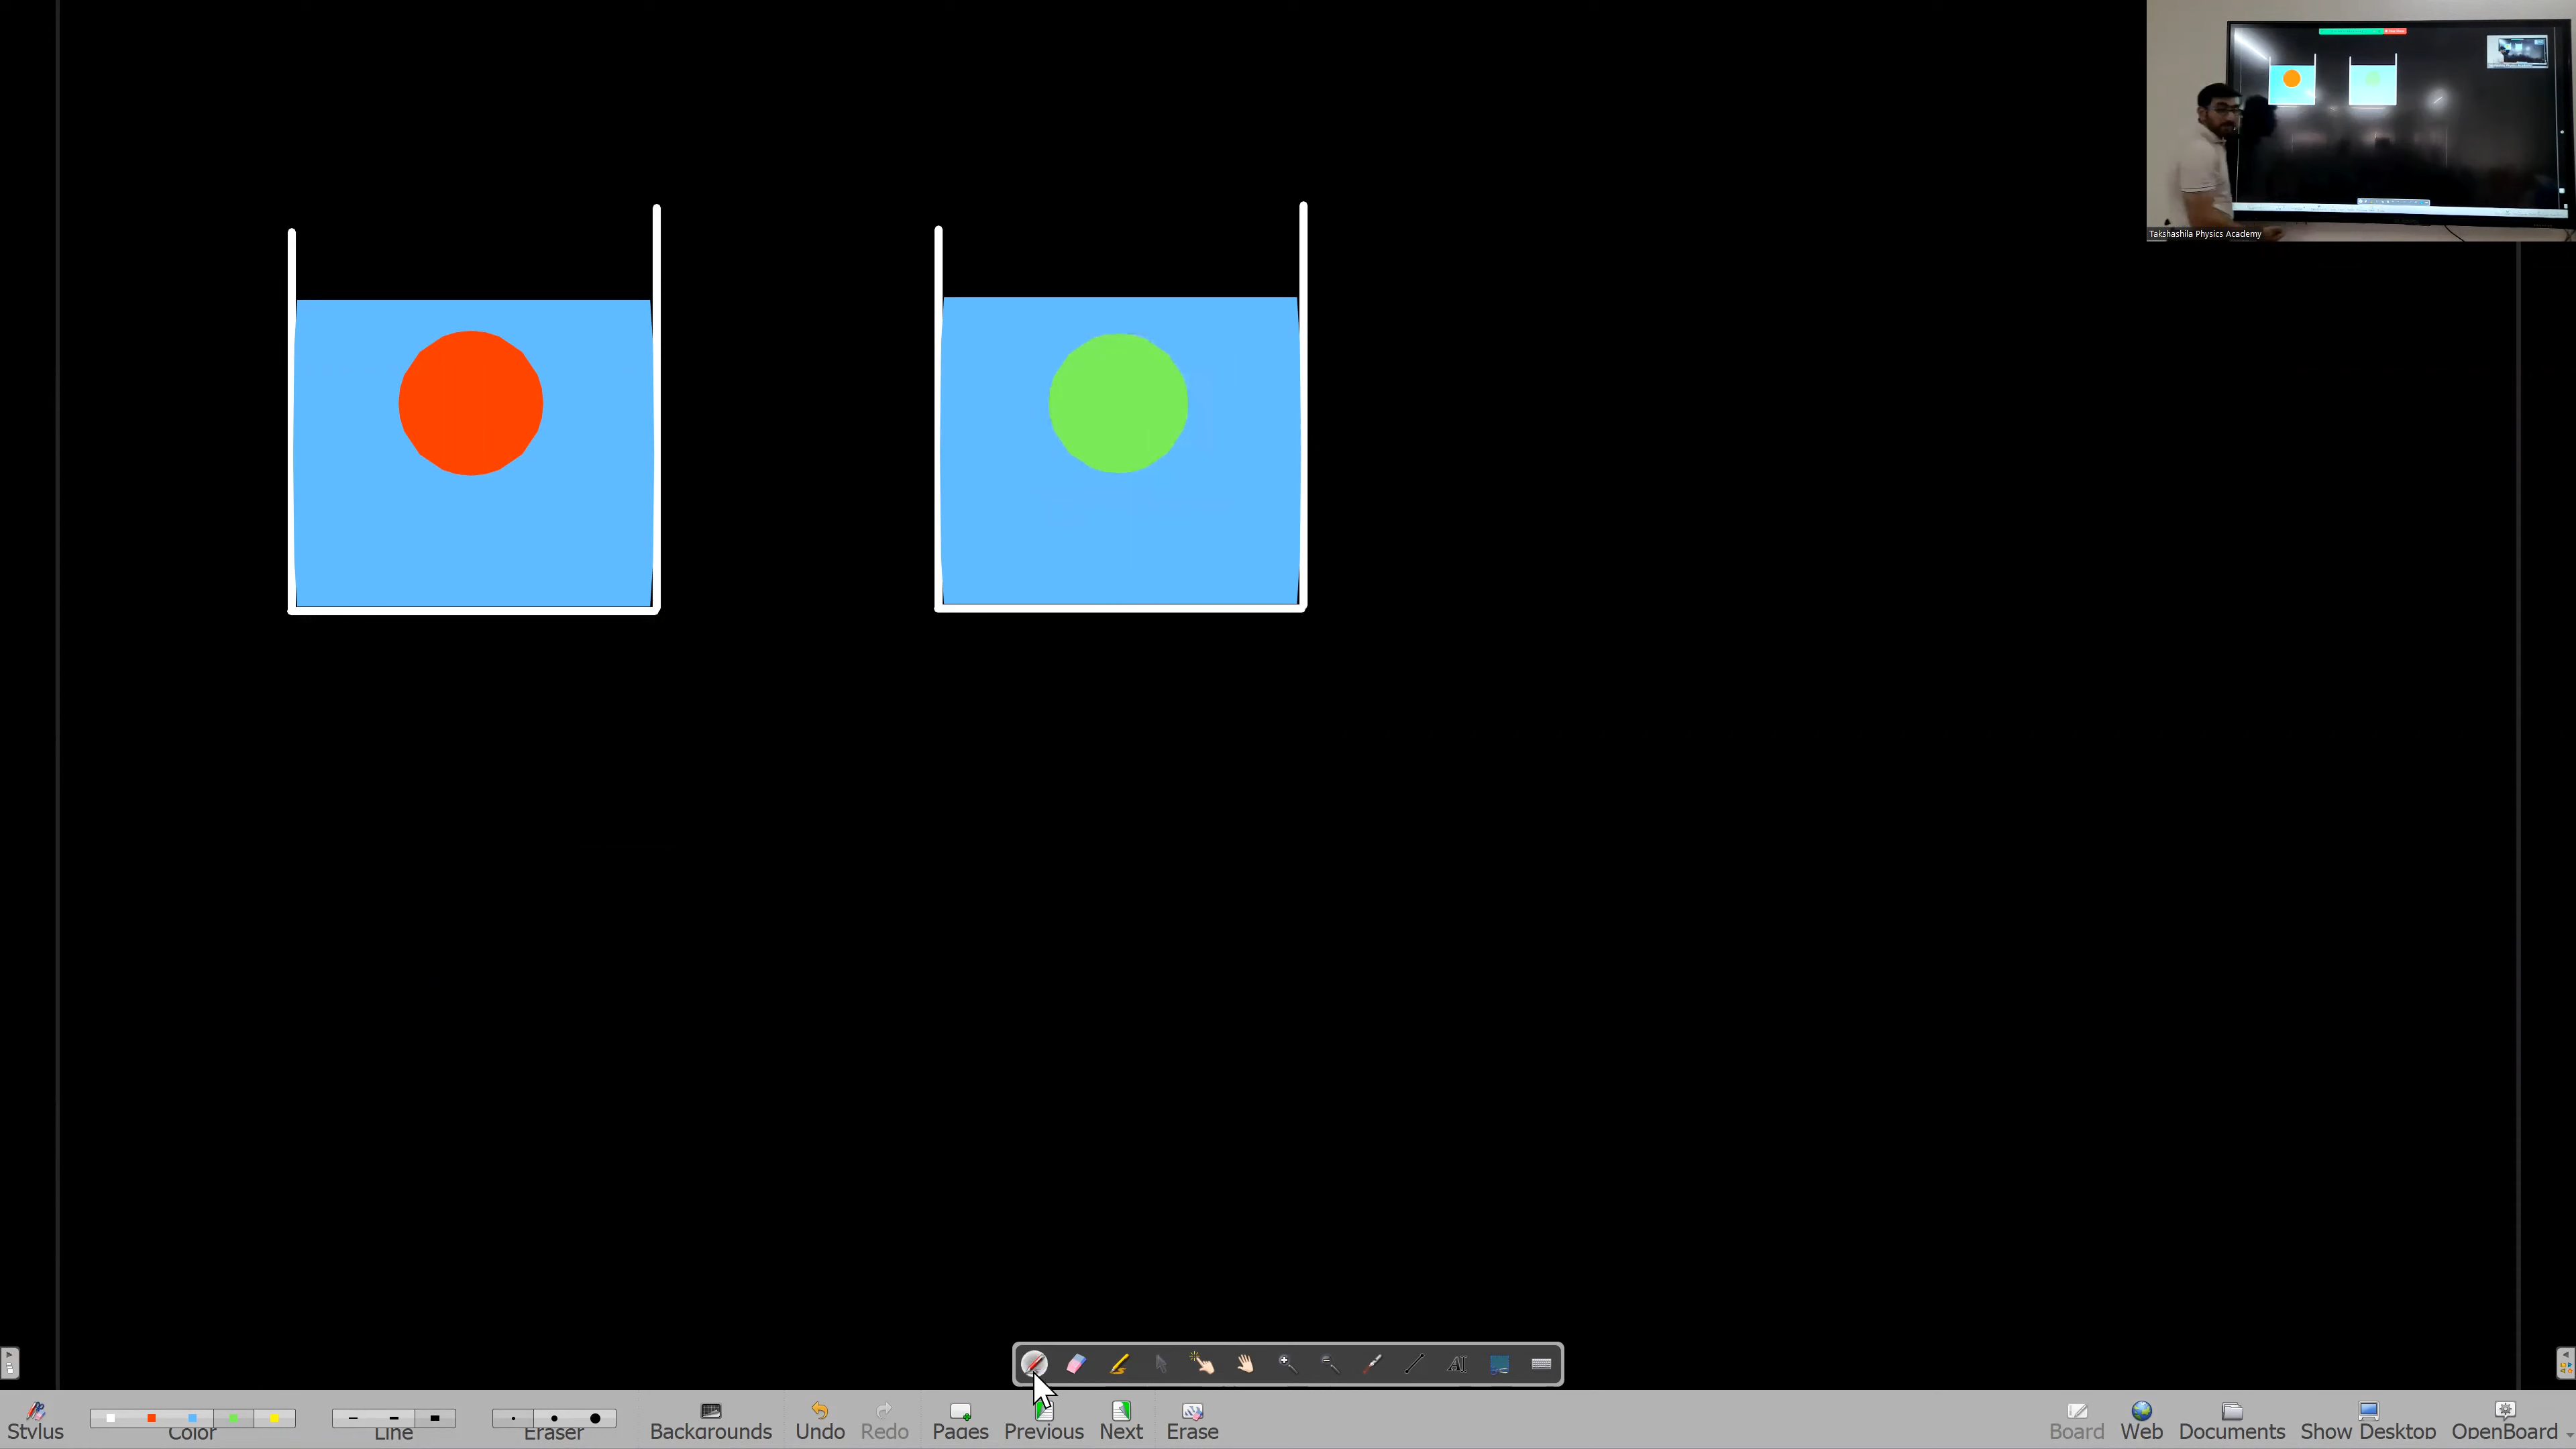 Takshashila Physics Academy
Stylus
Color
Line
Eraser
Backgrounds
Undo
Redo
Pages
Previous
Next
Erase
Board
Web
Documents
Show Desktop
OpenBoard
AI